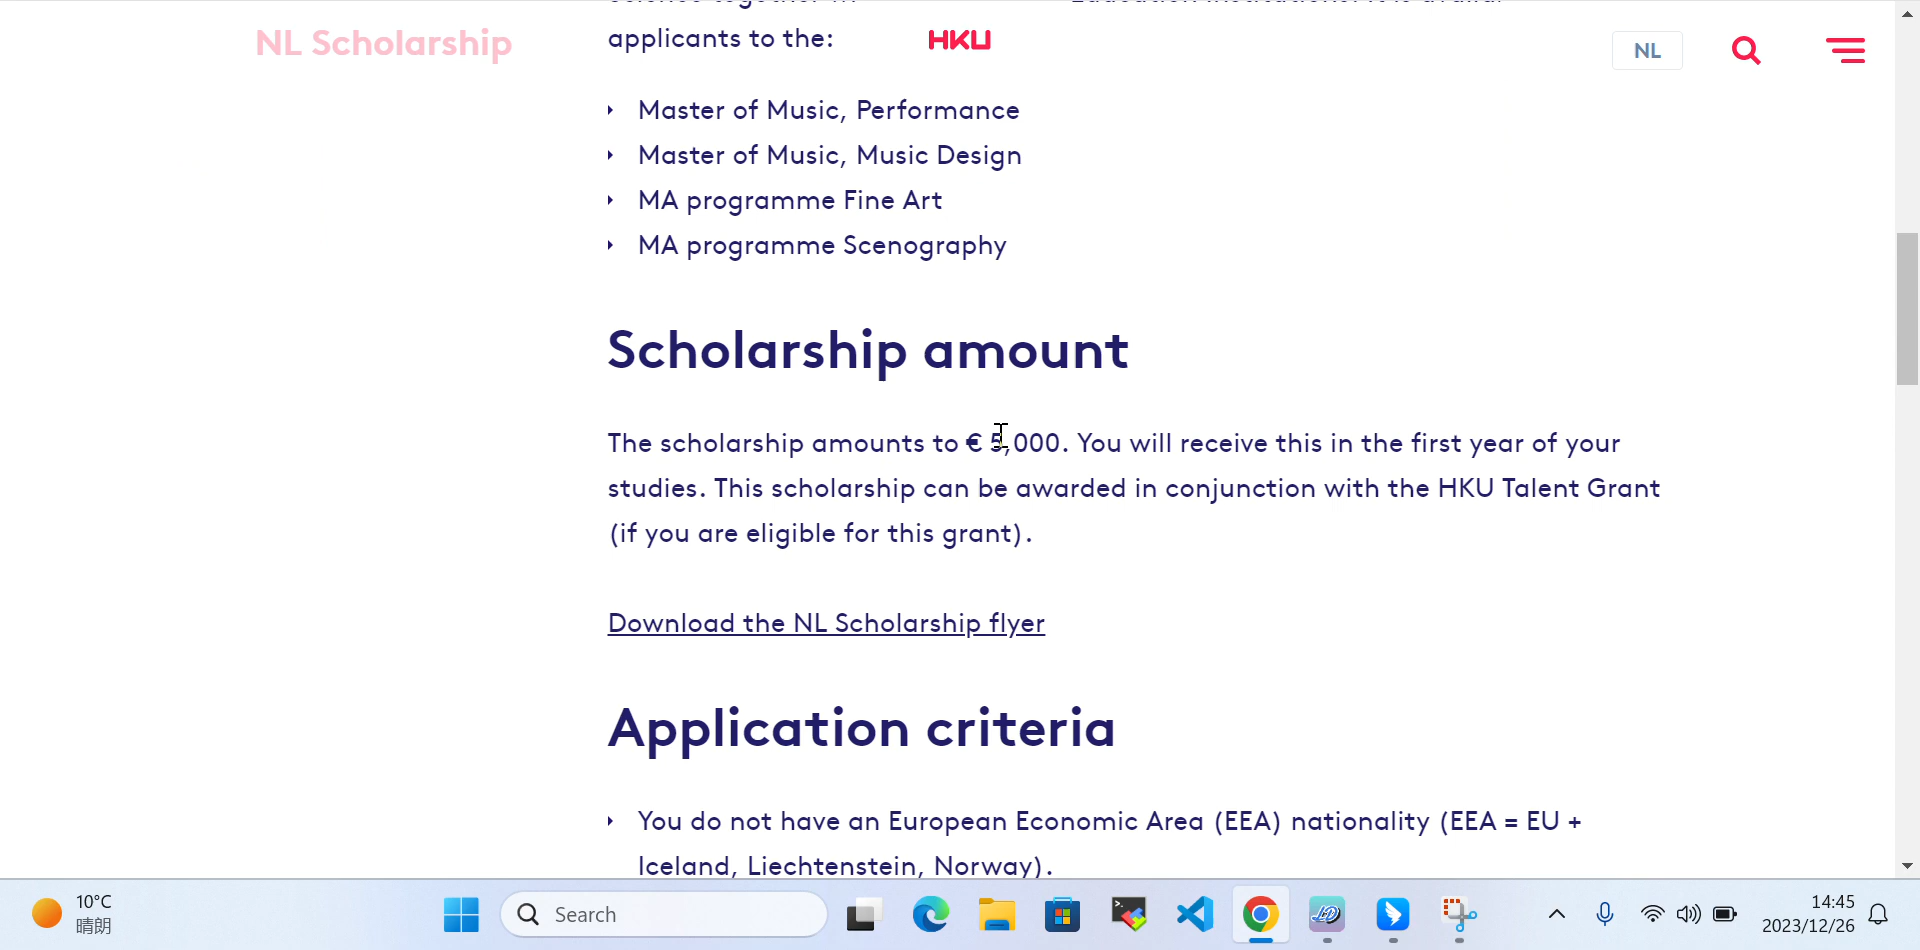 applicants to the:
NL Scholarship
HKU
NL
Master of Music, Performance
Master of Music, Music Design
MA programme Fine Art
MA programme Scenography
Scholarship amount
The scholarship amounts to € 5,000. You will receive this in the first year of your
studies. This scholarship can be awarded in conjunction with the HKU Talent Grant
(if you are eligible for this grant).
Download the NL Scholarship flyer
Application criteria
You do not have an European Economic Area (EEA) nationality (EEA = EU +
Iceland, Liechtenstein, Norway).
10°C
晴朗
Search
14:45
2023/12/26